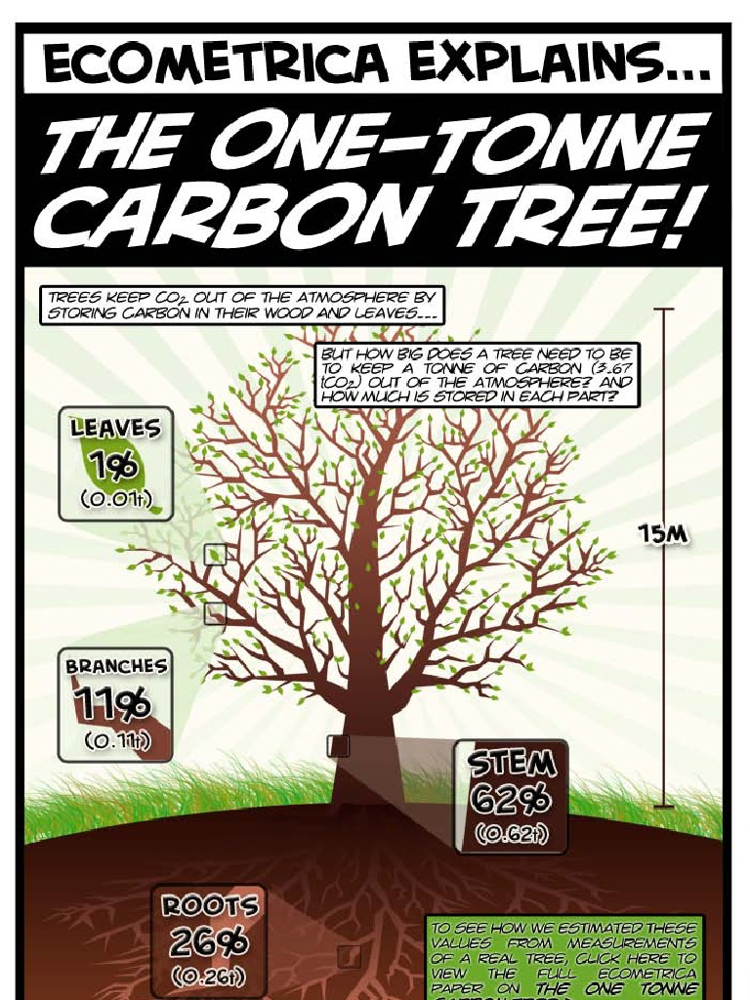 ECOMETRICA EXPLAINS...
THE ONE-TONNE
CARBON TREE!
TREES KEEP CO₂ OUT OF THE ATMOSPHERE BY
STORING CARBON IN THEIR WOOD AND LEAVES...
BUT HOW BIG DOES A TREE NEED TO BE
TO KEEP A TONNE OF CARBON (3.67
tCO₂) OUT OF THE ATMOSPHERE? AND
HOW MUCH IS STORED IN EACH PART?
LEAVES
1%
(0.01t)
15M
BRANCHES
11%
(0.11t)
STEM
62%
(0.62t)
ROOTS
26%
(0.26t)
TO SEE HOW WE ESTIMATED THESE
VALUES FROM MEASUREMENTS
OF A REAL TREE, CLICK HERE TO
VIEW THE FULL ECOMETRICA
PAPER ON THE ONE TONNE
CARBON TREE